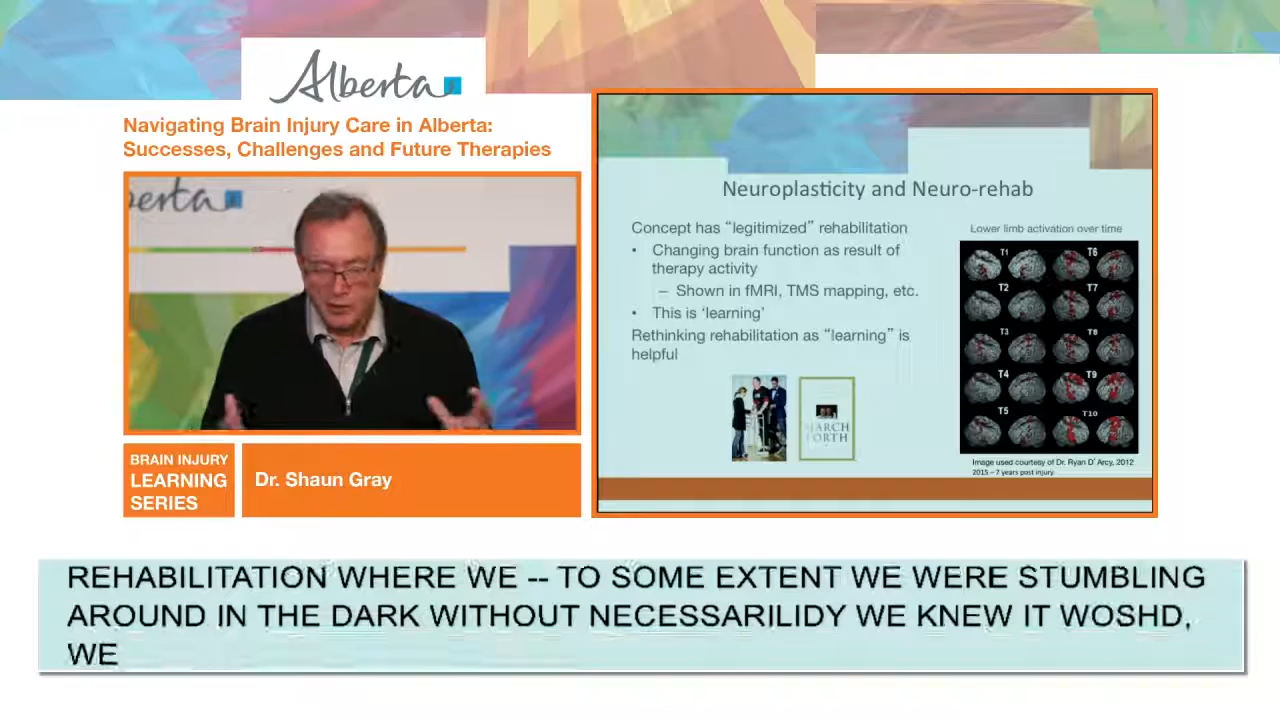 Alberta
Navigating Brain Injury Care in Alberta:
Successes, Challenges and Future Therapies
berta
BRAIN INJURY
LEARNING
SERIES
Dr. Shaun Gray
Neuroplasticity and Neuro-rehab
Concept has “legitimized” rehabilitation
• Changing brain function as result of
therapy activity
– Shown in fMRI, TMS mapping, etc.
• This is ‘learning’
Rethinking rehabilitation as “learning” is
helpful
MARCH
FORTH
Lower limb activation over time
T1 T6
T2 T7
T3 T8
T4 T9
T5 T10
Image used courtesy of Dr. Ryan D’Arcy, 2012
2015 – 7 years post injury
REHABILITATION WHERE WE -- TO SOME EXTENT WE WERE STUMBLING
AROUND IN THE DARK WITHOUT NECESSARILIDY WE KNEW IT WOSHD,
WE